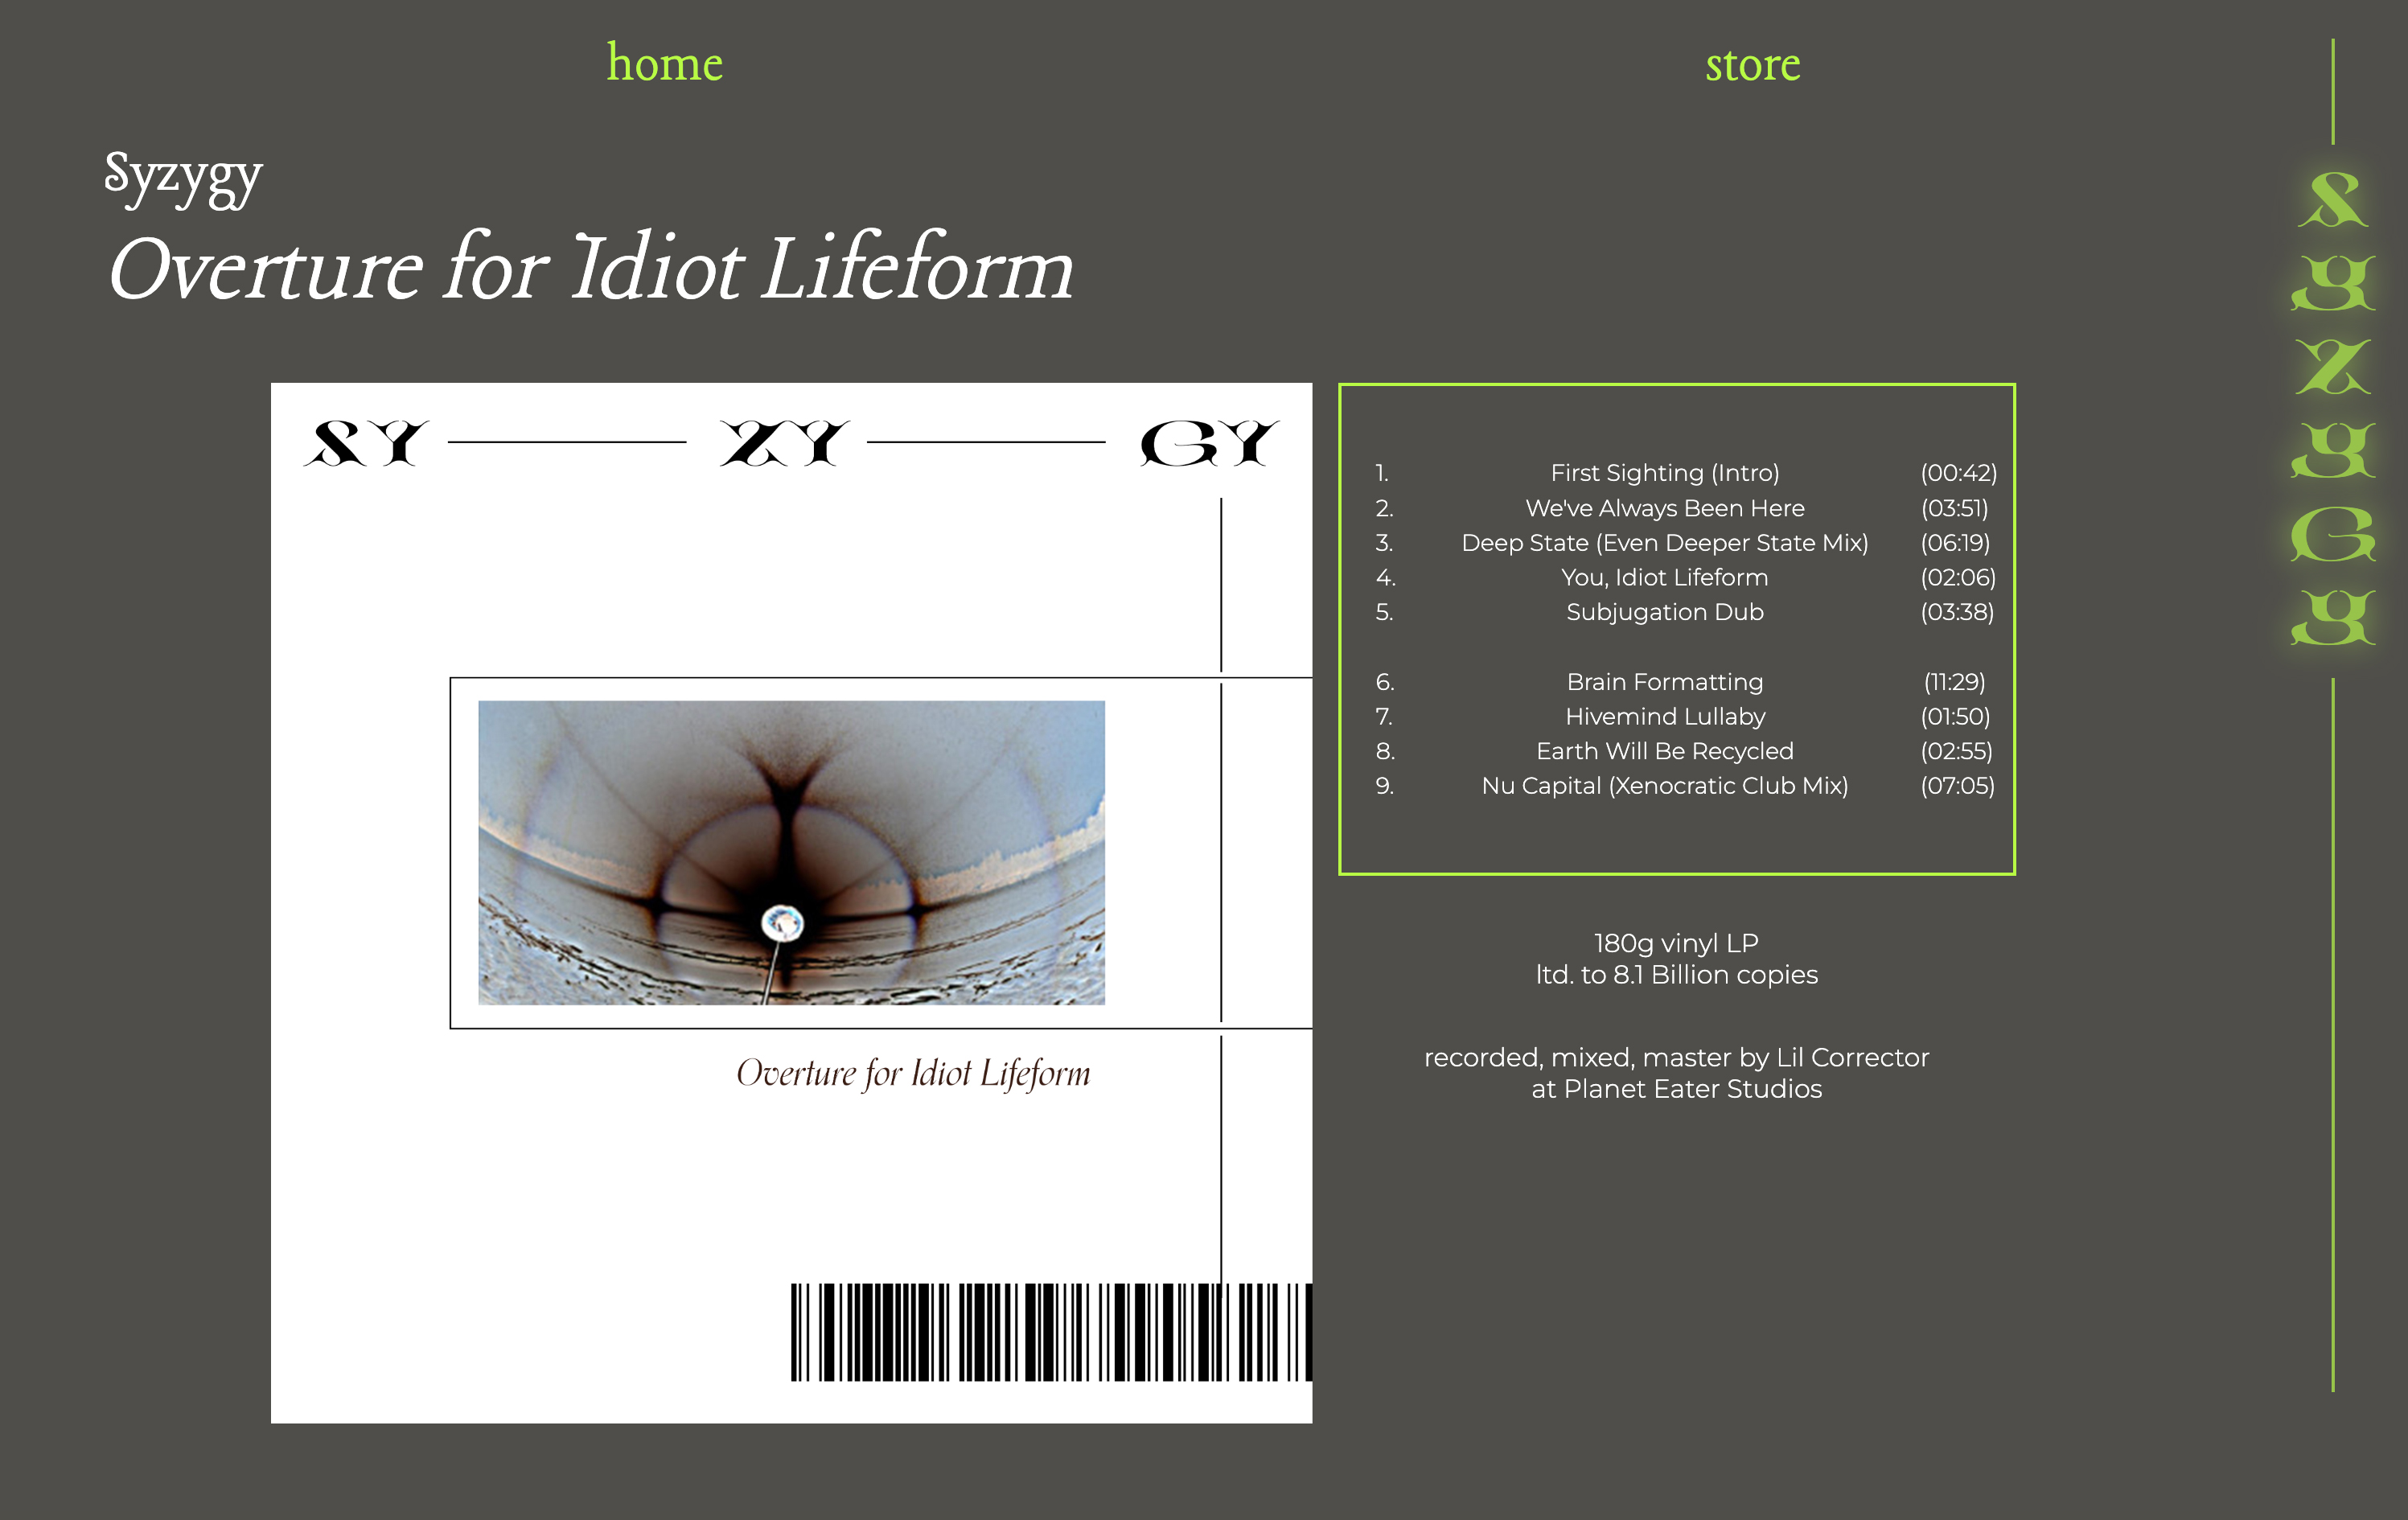 home
store
Syzygy
Overture for Idiot Lifeform
SY ZY GY
Overture for Idiot Lifeform
1. First Sighting (Intro) (00:42)
2. We've Always Been Here (03:51)
3. Deep State (Even Deeper State Mix) (06:19)
4. You, Idiot Lifeform (02:06)
5. Subjugation Dub (03:38)
6. Brain Formatting (11:29)
7. Hivemind Lullaby (01:50)
8. Earth Will Be Recycled (02:55)
9. Nu Capital (Xenocratic Club Mix) (07:05)
180g vinyl LP
ltd. to 8.1 Billion copies
recorded, mixed, master by Lil Corrector
at Planet Eater Studios
SyZyGy